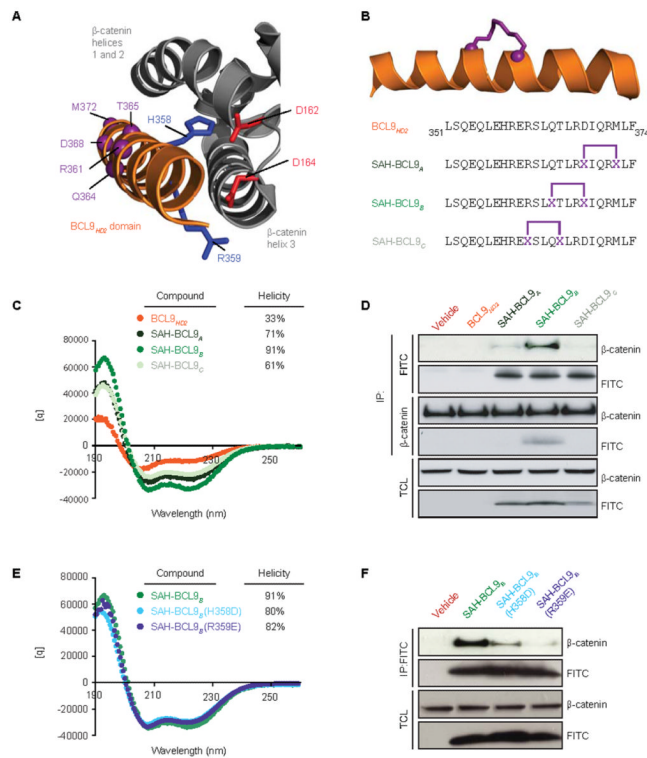 A
β-catenin
helices
1 and 2
M372
T365
H358
D162
D368
R361
D164
Q364
BCL9HD2 domain
β-catenin
helix 3
R359
B
BCL9HD2
351 LSQEQLEHRERSLQTLRDIQRMLF 374
SAH-BCL9A
LSQEQLEHRERSLQTLRXIQRXLF
SAH-BCL9B
LSQEQLEHRERSLXTLRXIQRMLF
SAH-BCL9C
LSQEQLEHREXSLQXLRDIQRMLF
C
Compound Helicity
BCL9HD2 33%
SAH-BCL9A 71%
SAH-BCL9B 91%
SAH-BCL9C 61%
80000
60000
40000
20000
0
-20000
-40000
[q]
190 210 230 250
Wavelength (nm)
D
Vehicle
BCL9HD2
SAH-BCL9A
SAH-BCL9B
SAH-BCL9C
IP:
FITC
β-catenin
FITC
β-catenin
β-catenin
FITC
TCL
β-catenin
FITC
E
Compound Helicity
SAH-BCL9B 91%
SAH-BCL9B(H358D) 80%
SAH-BCL9B(R359E) 82%
80000
60000
40000
20000
0
-20000
-40000
[q]
190 210 230 250
Wavelength (nm)
F
Vehicle
SAH-BCL9B
SAH-BCL9B
(H358D)
SAH-BCL9B
(R359E)
IP:FITC
β-catenin
FITC
TCL
β-catenin
FITC